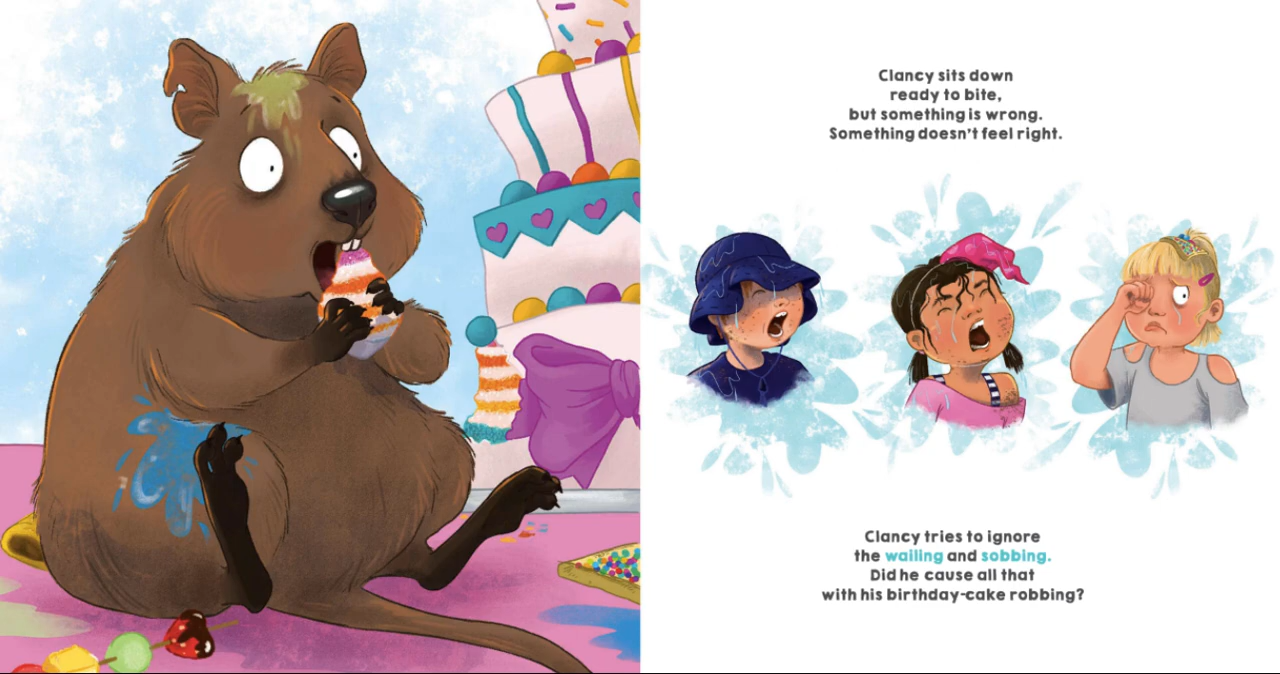 Clancy sits down
ready to bite,
but something is wrong.
Something doesn't feel right.
Clancy tries to ignore
the wailing and sobbing.
Did he cause all that
with his birthday-cake robbing?